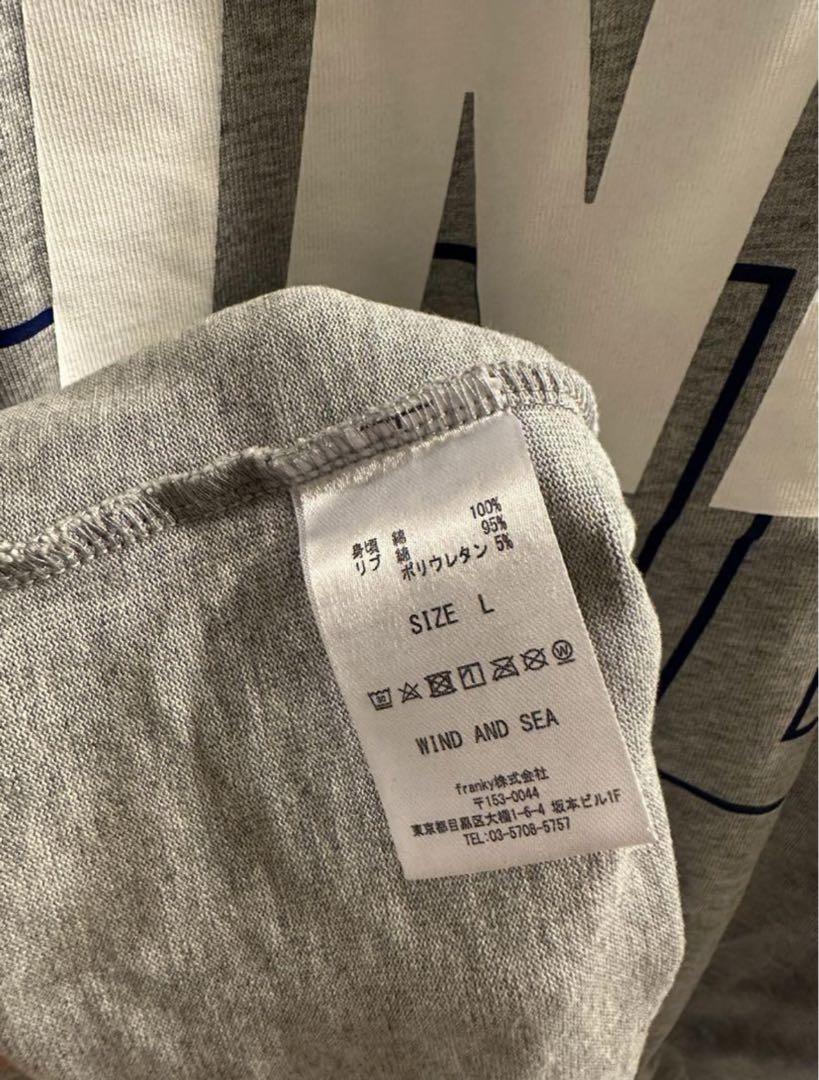 身頃 綿 100%
リブ 綿 95%
ポリウレタン 5%
SIZE L
WIND AND SEA
franky株式会社
〒153-0044
東京都目黒区大橋1-6-4 坂本ビル1F
TEL:03-5708-5757